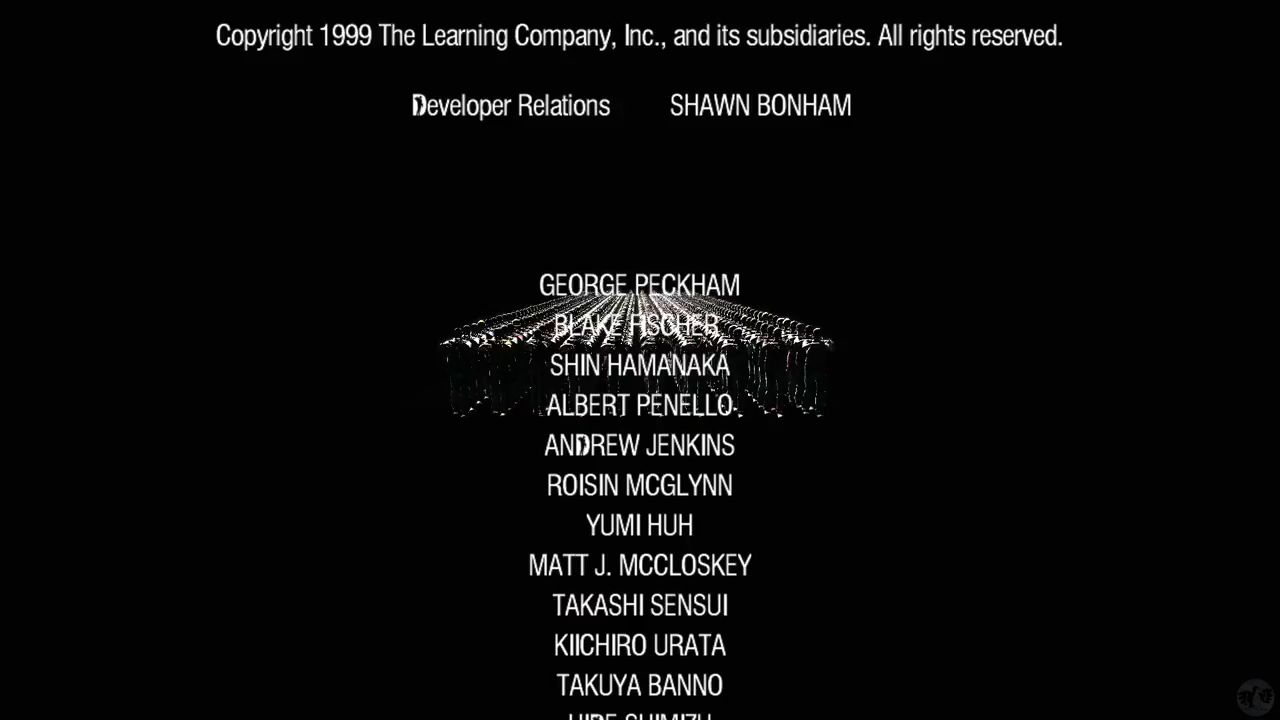 Copyright 1999 The Learning Company, Inc., and its subsidiaries. All rights reserved.
Developer Relations SHAWN BONHAM
GEORGE PECKHAM
BLAKE FISCHER
SHIN HAMANAKA
ALBERT PENELLO
ANDREW JENKINS
ROISIN MCGLYNN
YUMI HUH
MATT J. MCCLOSKEY
TAKASHI SENSUI
KIICHIRO URATA
TAKUYA BANNO